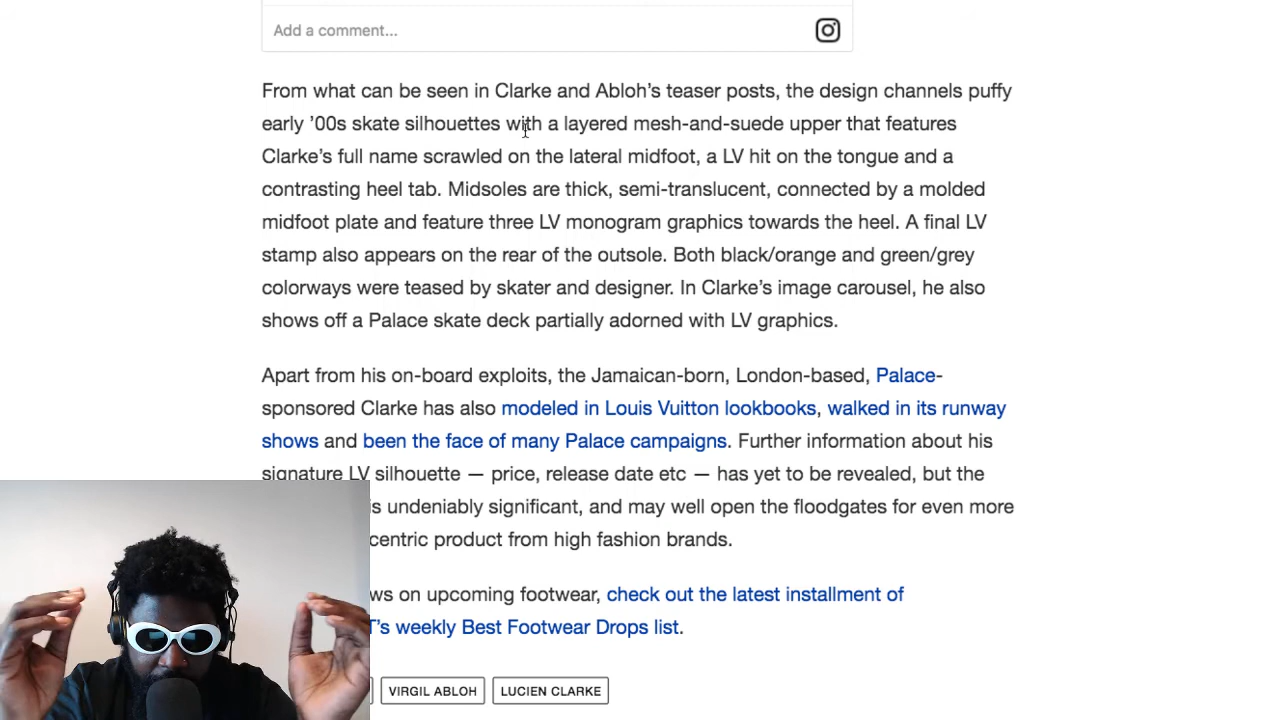 Add a comment...
From what can be seen in Clarke and Abloh’s teaser posts, the design channels puffy
early ’00s skate silhouettes with a layered mesh-and-suede upper that features
Clarke’s full name scrawled on the lateral midfoot, a LV hit on the tongue and a
contrasting heel tab. Midsoles are thick, semi-translucent, connected by a molded
midfoot plate and feature three LV monogram graphics towards the heel. A final LV
stamp also appears on the rear of the outsole. Both black/orange and green/grey
colorways were teased by skater and designer. In Clarke’s image carousel, he also
shows off a Palace skate deck partially adorned with LV graphics.
Apart from his on-board exploits, the Jamaican-born, London-based, Palace-
sponsored Clarke has also modeled in Louis Vuitton lookbooks, walked in its runway
shows and been the face of many Palace campaigns. Further information about his
signature LV silhouette — price, release date etc — has yet to be revealed, but the
is undeniably significant, and may well open the floodgates for even more
centric product from high fashion brands.
ws on upcoming footwear, check out the latest installment of
T’s weekly Best Footwear Drops list.
VIRGIL ABLOH LUCIEN CLARKE